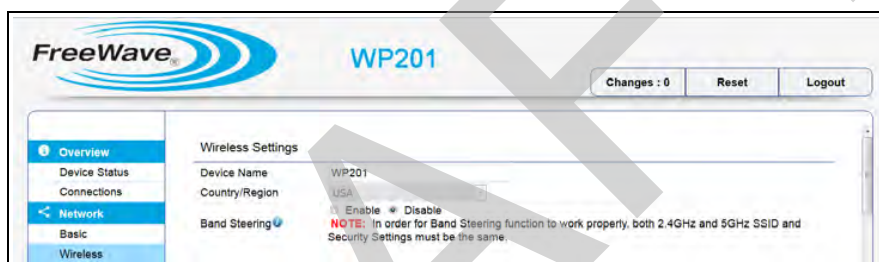 FreeWave®
WP201
Changes : 0 Reset Logout
Overview
Device Status
Connections
Network
Basic
Wireless
Wireless Settings
Device Name WP201
Country/Region USA
Band Steering Enable Disable
NOTE: In order for Band Steering function to work properly, both 2.4GHz and 5GHz SSID and
Security Settings must be the same.